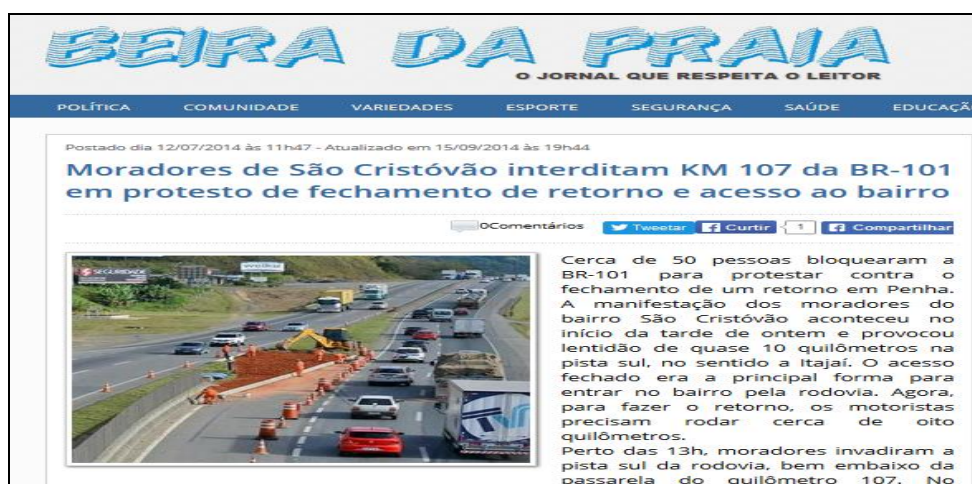 BEIRA DA PRAIA
O JORNAL QUE RESPEITA O LEITOR
POLÍTICA COMUNIDADE VARIEDADES ESPORTE SEGURANÇA SAÚDE EDUCAÇÃ
Postado dia 12/07/2014 às 11h47 - Atualizado em 15/09/2014 às 19h44
Moradores de São Cristóvão interditam KM 107 da BR-101
em protesto de fechamento de retorno e acesso ao bairro
0Comentários Tweetar Curtir 1 Compartilhar
SEGURIDADE
Cerca de 50 pessoas bloquearam a
BR-101 para protestar contra o
fechamento de um retorno em Penha.
A manifestação dos moradores do
bairro São Cristóvão aconteceu no
início da tarde de ontem e provocou
lentidão de quase 10 quilômetros na
pista sul, no sentido a Itajaí. O acesso
fechado era a principal forma para
entrar no bairro pela rodovia. Agora,
para fazer o retorno, os motoristas
precisam rodar cerca de oito
quilômetros.
Perto das 13h, moradores invadiram a
pista sul da rodovia, bem embaixo da
passarela do quilômetro 107. No